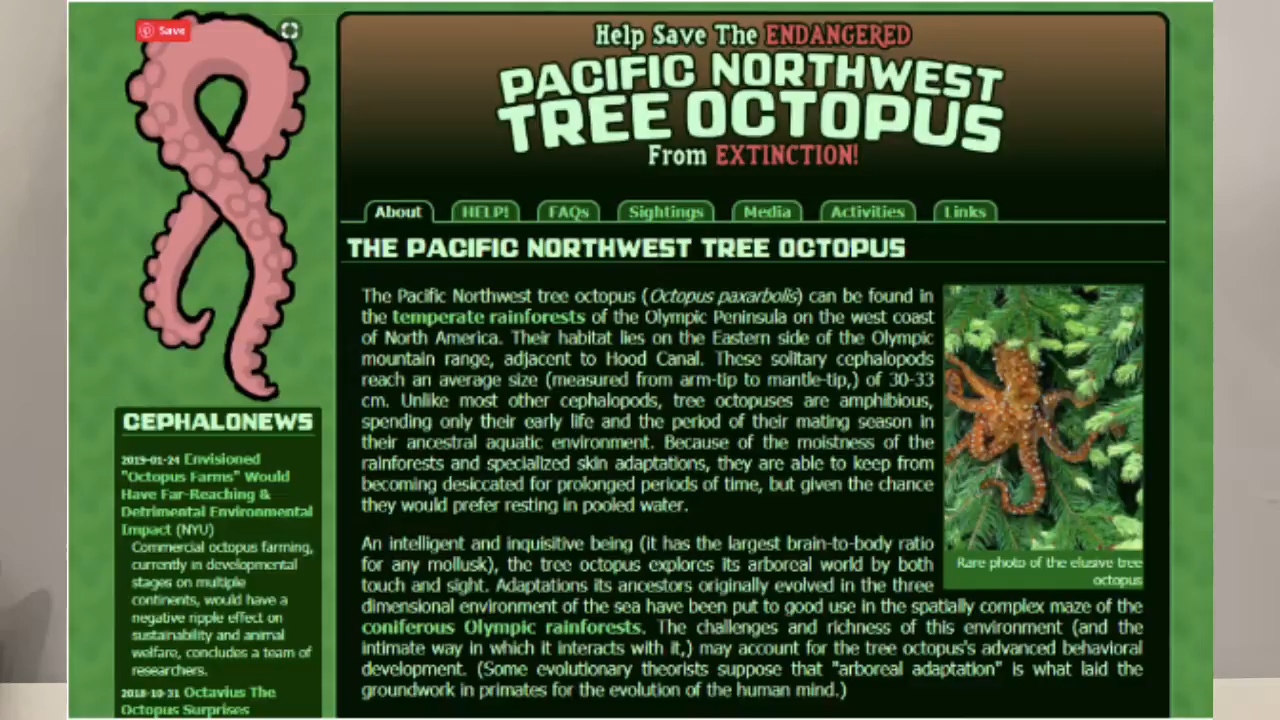 Save
Help Save The ENDANGERED
PACIFIC NORTHWEST
TREE OCTOPUS
From EXTINCTION!
About HELP! FAQs Sightings Media Activities Links
THE PACIFIC NORTHWEST TREE OCTOPUS
The Pacific Northwest tree octopus (Octopus paxarbolis) can be found in
the temperate rainforests of the Olympic Peninsula on the west coast
of North America. Their habitat lies on the Eastern side of the Olympic
mountain range, adjacent to Hood Canal. These solitary cephalopods
reach an average size (measured from arm-tip to mantle-tip,) of 30-33
cm. Unlike most other cephalopods, tree octopuses are amphibious,
spending only their early life and the period of their mating season in
their ancestral aquatic environment. Because of the moistness of the
rainforests and specialized skin adaptations, they are able to keep from
becoming desiccated for prolonged periods of time, but given the chance
they would prefer resting in pooled water.
An intelligent and inquisitive being (it has the largest brain-to-body ratio
for any mollusk), the tree octopus explores its arboreal world by both
touch and sight. Adaptations its ancestors originally evolved in the three
dimensional environment of the sea have been put to good use in the spatially complex maze of the
coniferous Olympic rainforests. The challenges and richness of this environment (and the
intimate way in which it interacts with it,) may account for the tree octopus's advanced behavioral
development. (Some evolutionary theorists suppose that "arboreal adaptation" is what laid the
groundwork in primates for the evolution of the human mind.)
Rare photo of the elusive tree
octopus
CEPHALONEWS
2019-01-24 Envisioned
"Octopus Farms" Would
Have Far-Reaching &
Detrimental Environmental
Impact (NYU)
Commercial octopus farming,
currently in developmental
stages on multiple
continents, would have a
negative ripple effect on
sustainability and animal
welfare, concludes a team of
researchers.
2018-10-31 Octavius The
Octopus Surprises